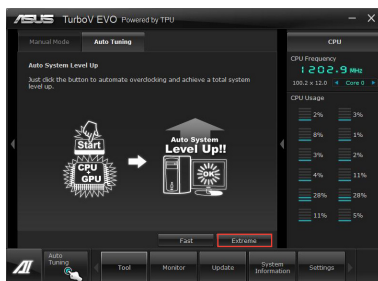 ASUS TurboV EVO Powered by TPU
Manual Mode
Auto Tuning
CPU
Auto System Level Up
Just click the button to automate overclocking and achieve a total system
level up.
Start
CPU
+
GPU
Auto System
Level Up!!
OK
Fast
Extreme
CPU Frequency
1202.9 MHz
100.2 x 12.0
Core 0
CPU Usage
2%
3%
8%
1%
3%
2%
4%
11%
28%
28%
11%
5%
Auto
Tuning
Tool
Monitor
Update
System
Information
Settings